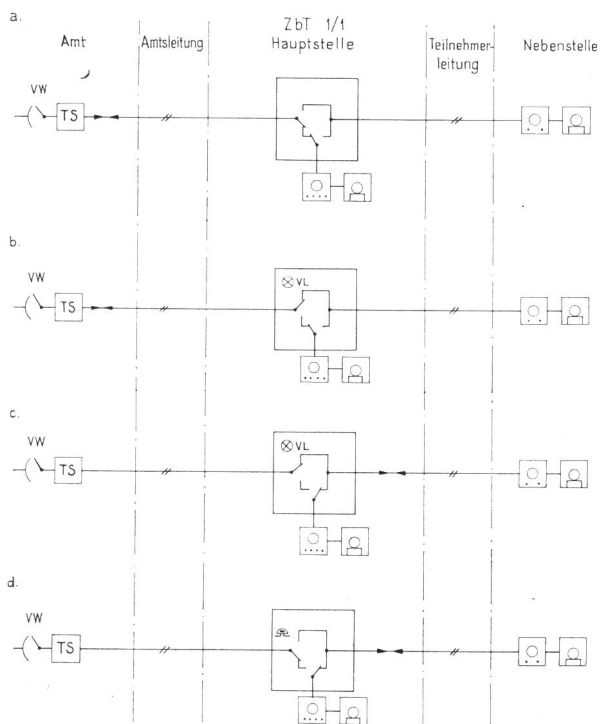 a.
Amt
Amtsleitung
ZbT 1/1
Hauptstelle
Teilnehmer-
leitung
Nebenstelle
VW
TS
b.
VW
TS
VL
c.
VW
TS
VL
d.
VW
TS